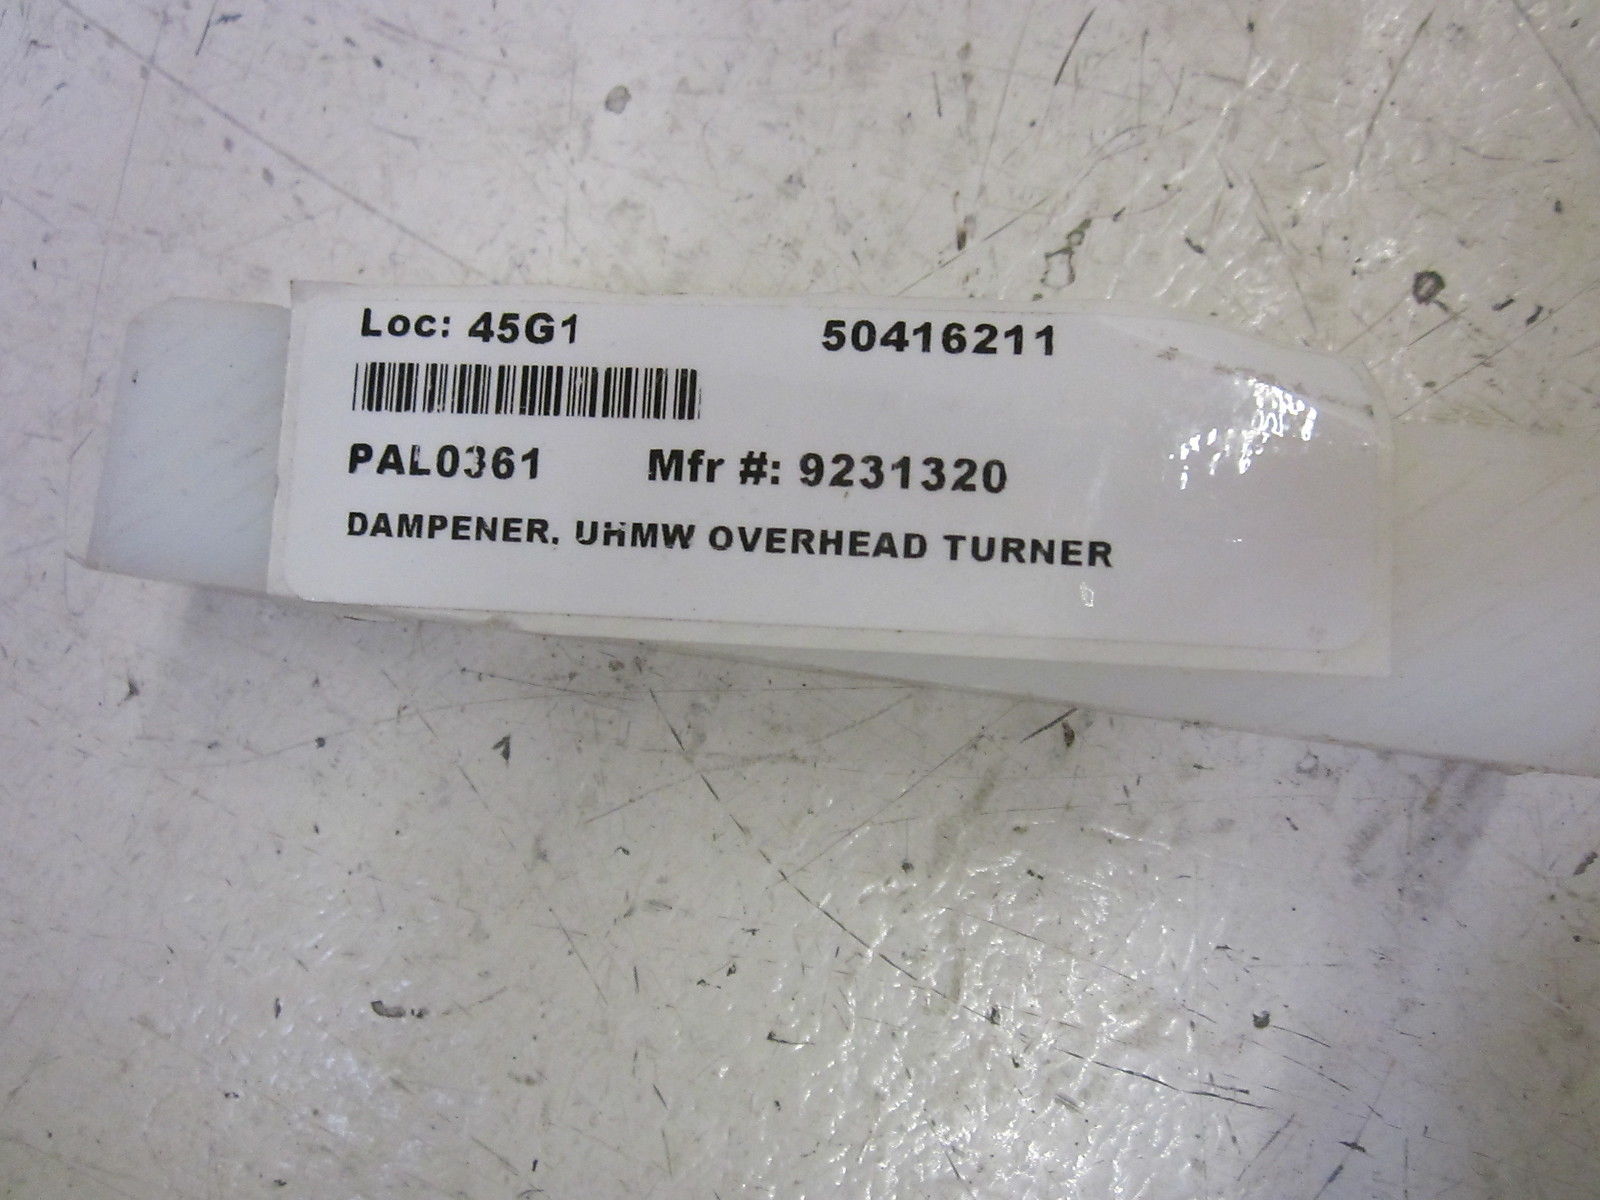 Loc: 45G1 50416211
PAL0361 Mfr #: 9231320
DAMPENER, UHMW OVERHEAD TURNER